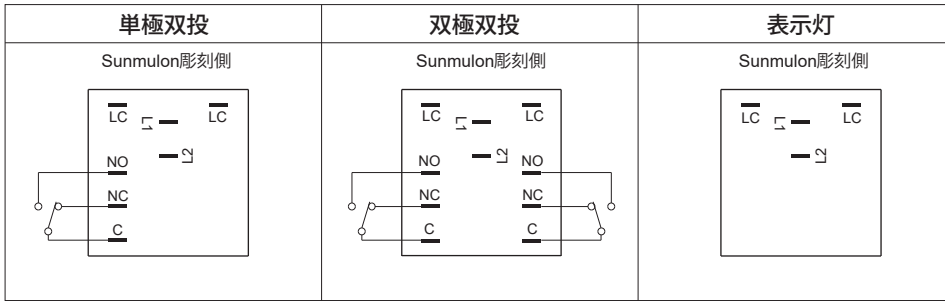 単極双投
双極双投
表示灯
Sunmulon彫刻側
Sunmulon彫刻側
Sunmulon彫刻側
LC L1 LC
L2
NO
NC
C
LC L1 LC
L2
NO NO
NC NC
C C
LC L1 LC
L2